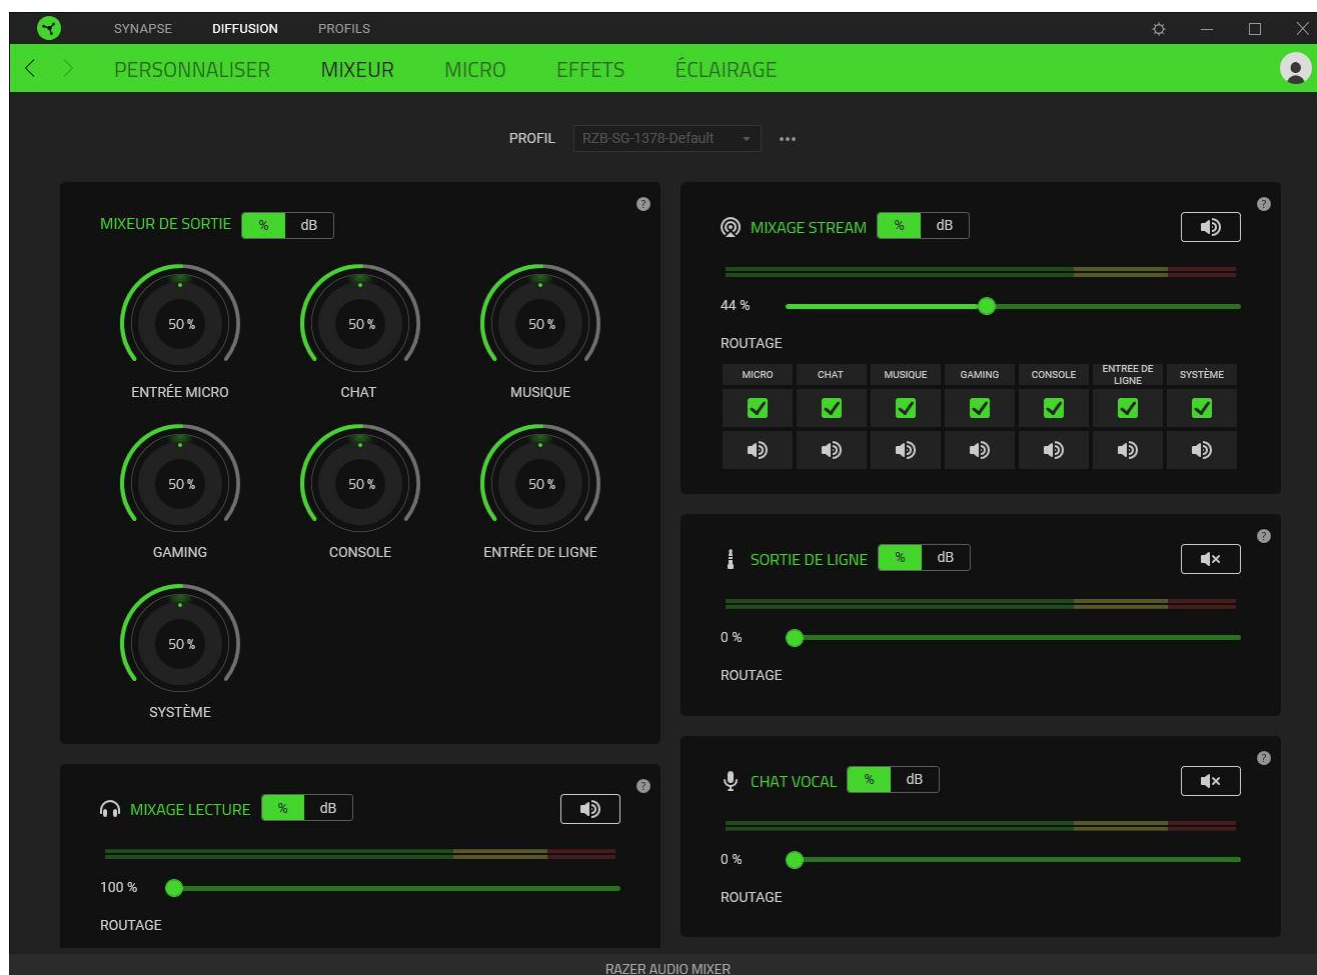 SYNAPSE DIFFUSION PROFILS
PERSONNALISER MIXEUR MICRO EFFETS ÉCLAIRAGE
PROFIL RZB-SG-1378-Default
MIXEUR DE SORTIE % dB
50 % 50 % 50 %
ENTRÉE MICRO CHAT MUSIQUE
50 % 50 % 50 %
GAMING CONSOLE ENTRÉE DE LIGNE
50 %
SYSTÈME
MIXAGE LECTURE % dB
100 %
ROUTAGE
MIXAGE STREAM % dB
44 %
ROUTAGE
MICRO CHAT MUSIQUE GAMING CONSOLE ENTREE DE LIGNE SYSTÈME
SORTIE DE LIGNE % dB
0 %
ROUTAGE
CHAT VOCAL % dB
0 %
ROUTAGE
RAZER AUDIO MIXER